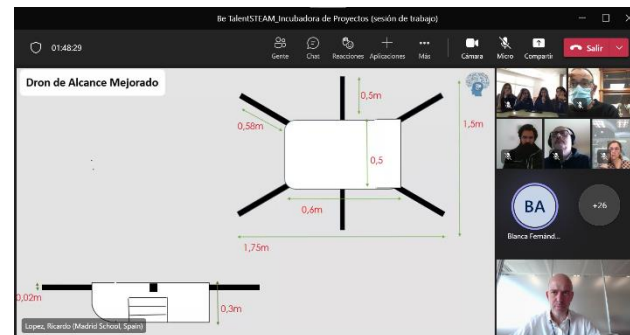 Be TalentSTEAM_Incubadora de Proyectos (sesión de trabajo)
01:48:29
Gente
Chat
Reacciones
Aplicaciones
Más
Cámara
Micro
Compartir
Salir
Dron de Alcance Mejorado
0,5m
0,58m
1,5m
0,5
0,6m
1,75m
0,02m
0,3m
Lopez, Ricardo (Madrid School, Spain)
BA
+26
Blanca Fernánd...